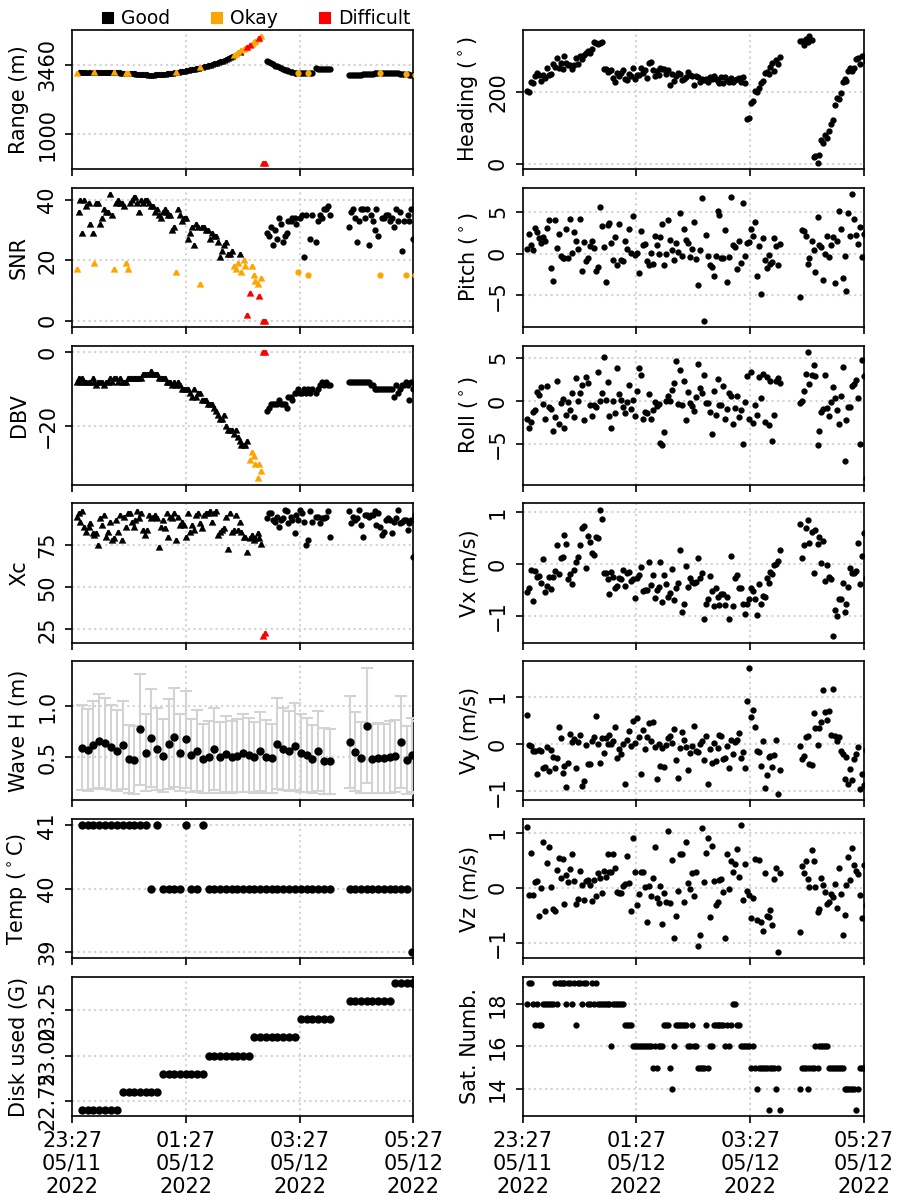 Good Okay Difficult
Range (m)
3460
1000
Heading (°)
200
0
SNR
40
20
0
Pitch (°)
5
0
−5
DBV
0
−20
Roll (°)
5
0
−5
Xc
75
50
25
Vx (m/s)
1
0
−1
Wave H (m)
1.0
0.5
Vy (m/s)
1
0
−1
Temp (°C)
41
40
39
Vz (m/s)
1
0
−1
Disk used (G)
23.25
23.00
22.75
Sat. Numb.
18
16
14
23:27 01:27 03:27 05:27 23:27 01:27 03:27 05:27
05/11 05/12 05/12 05/12 05/11 05/12 05/12 05/12
2022 2022 2022 2022 2022 2022 2022 2022